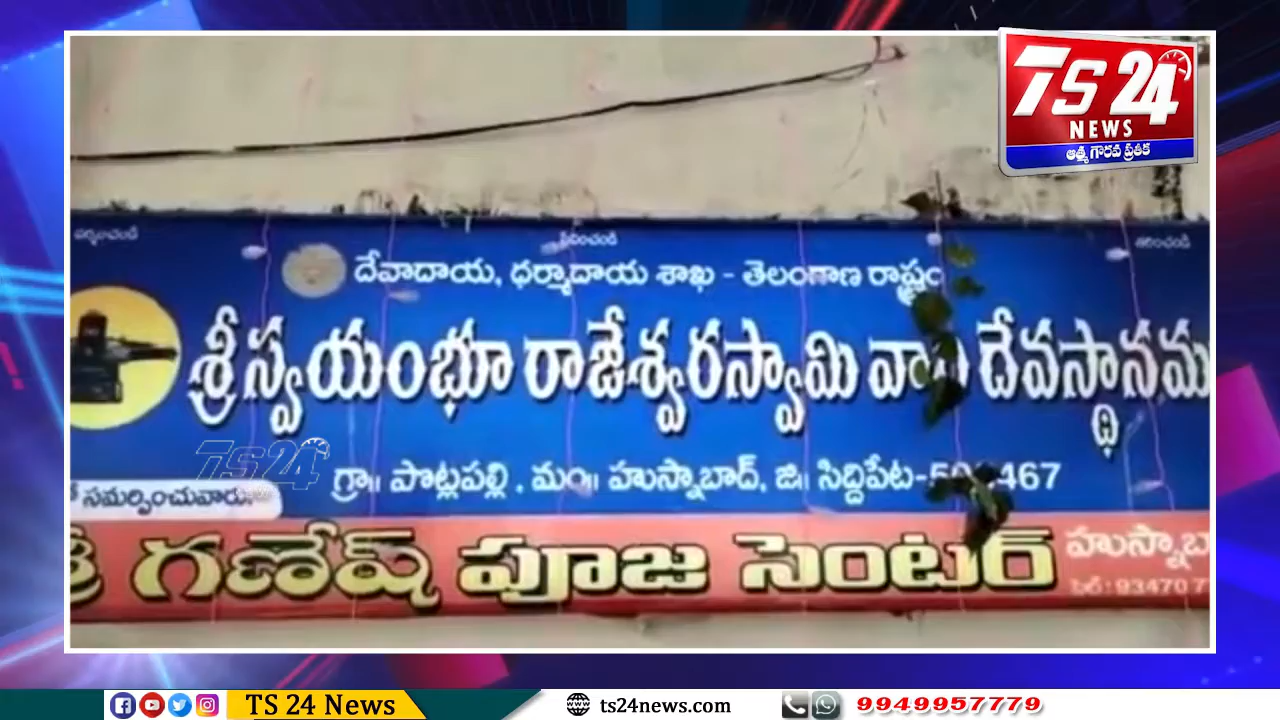 TS 24
NEWS
ఆత్మ గౌరవ ప్రతీక
దేవాదాయ, ధర్మాదాయ శాఖ - తెలంగాణ రాష్ట్రం
శ్రీ స్వయంభూ రాజేశ్వరస్వామి వారి దేవస్థానము
TS 24
గ్రా॥ పొట్లపల్లి, మం॥ హుస్నాబాద్, జి॥ సిద్దిపేట-
సమర్పించువారు:
శ్రీ గణేష్ పూజ సెంటర్
TS 24 News
ts24news.com
9949957779